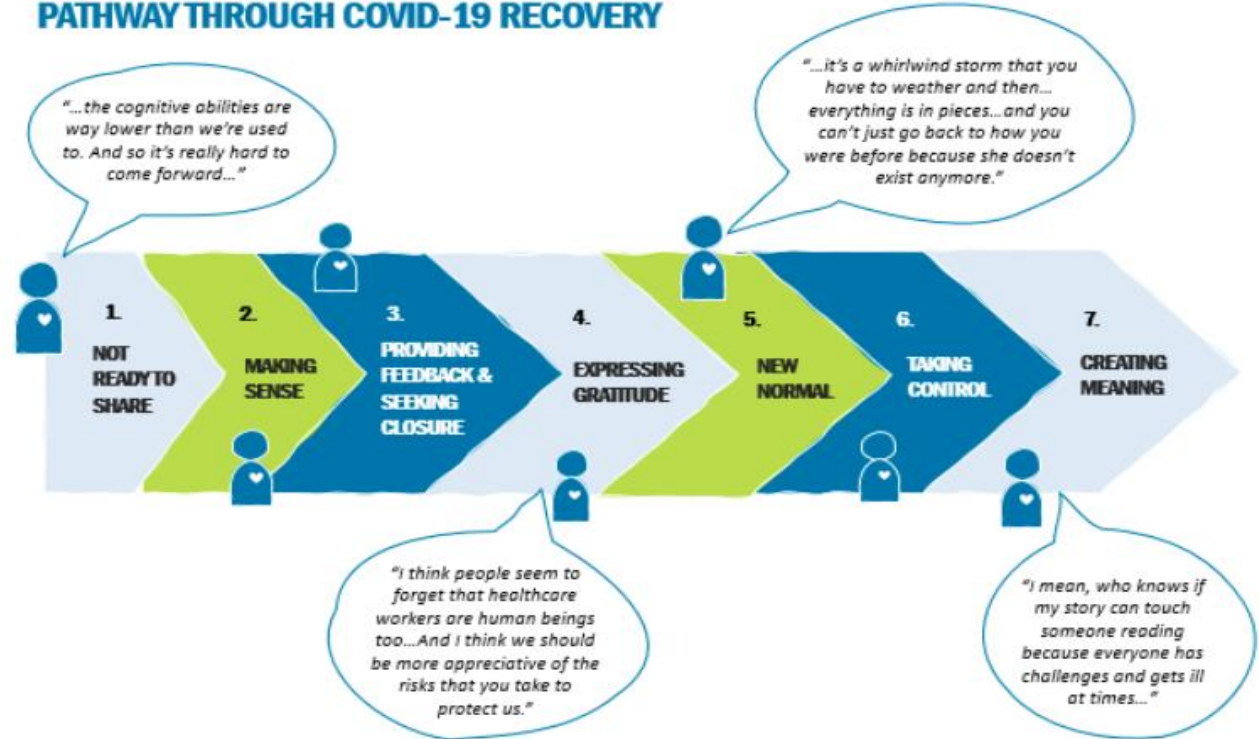 PATHWAY THROUGH COVID-19 RECOVERY
"...the cognitive abilities are
way lower than we're used
to. And so it's really hard to
come forward..."
"...it's a whirlwind storm that you
have to weather and then...
everything is in pieces...and you
can't just go back to how you
were before because she doesn't
exist anymore."
1.
NOT
READY TO
SHARE
2.
MAKING
SENSE
3.
PROVIDING
FEEDBACK &
SEEKING
CLOSURE
4.
EXPRESSING
GRATITUDE
5.
NEW
NORMAL
6.
TAKING
CONTROL
7.
CREATING
MEANING
"I think people seem to
forget that healthcare
workers are human beings
too...And I think we should
be more appreciative of the
risks that you take to
protect us."
"I mean, who knows if
my story can touch
someone reading
because everyone has
challenges and gets ill
at times..."